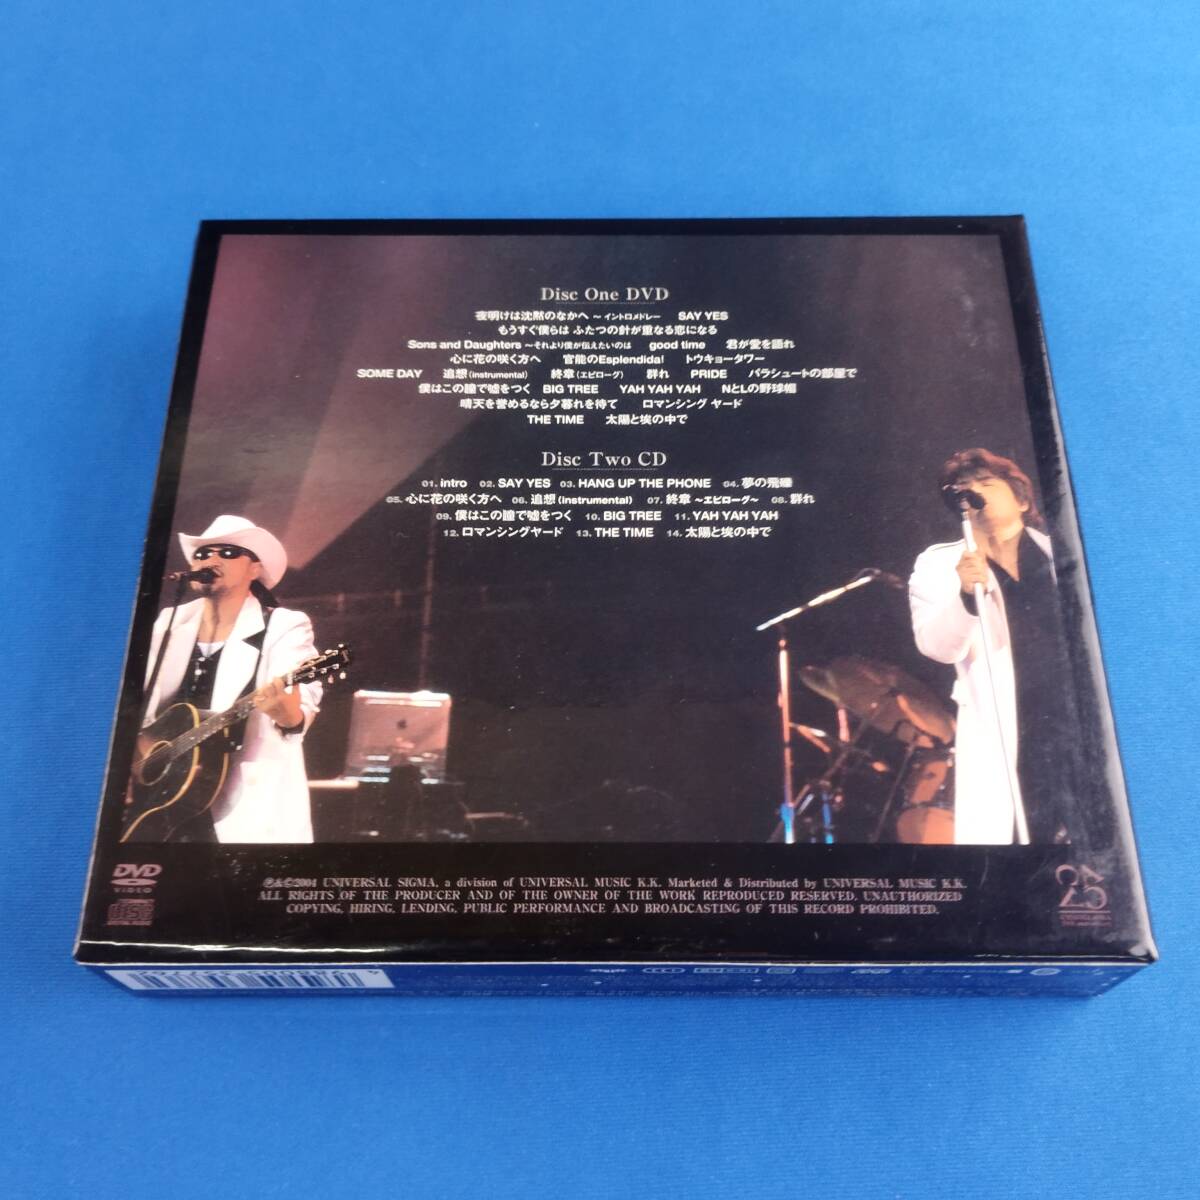 Disc One DVD
夜明けは沈黙のなかへ ～ イントロメドレー SAY YES
もうすぐ僕らは ふたつの針が重なる恋になる
Sons and Daughters ～それより僕が伝えたいのは good time 君が愛を語れ
心に花の咲く方へ 官能のEsplendida! トウキョータワー
SOME DAY 追想 (instrumental) 終章 (エピローグ) 群れ PRIDE パラシュートの部屋で
僕はこの瞳で嘘をつく BIG TREE YAH YAH YAH NとLの野球帽
晴天を誉めるなら夕暮れを待て ロマンシング ヤード
THE TIME 太陽と埃の中で
Disc Two CD
01. intro 02. SAY YES 03. HANG UP THE PHONE 04. 夢の飛礫
05. 心に花の咲く方へ 06. 追想 (instrumental) 07. 終章 ～エピローグ～ 08. 群れ
09. 僕はこの瞳で嘘をつく 10. BIG TREE 11. YAH YAH YAH
12. ロマンシングヤード 13. THE TIME 14. 太陽と埃の中で
DVD
VIDEO
℗&©2004 UNIVERSAL SIGMA, a division of UNIVERSAL MUSIC K.K. Marketed & Distributed by UNIVERSAL MUSIC K.K.
ALL RIGHTS OF THE PRODUCER AND OF THE OWNER OF THE WORK REPRODUCED RESERVED. UNAUTHORIZED
COPYING, HIRING, LENDING, PUBLIC PERFORMANCE AND BROADCASTING OF THIS RECORD PROHIBITED.
disc
25